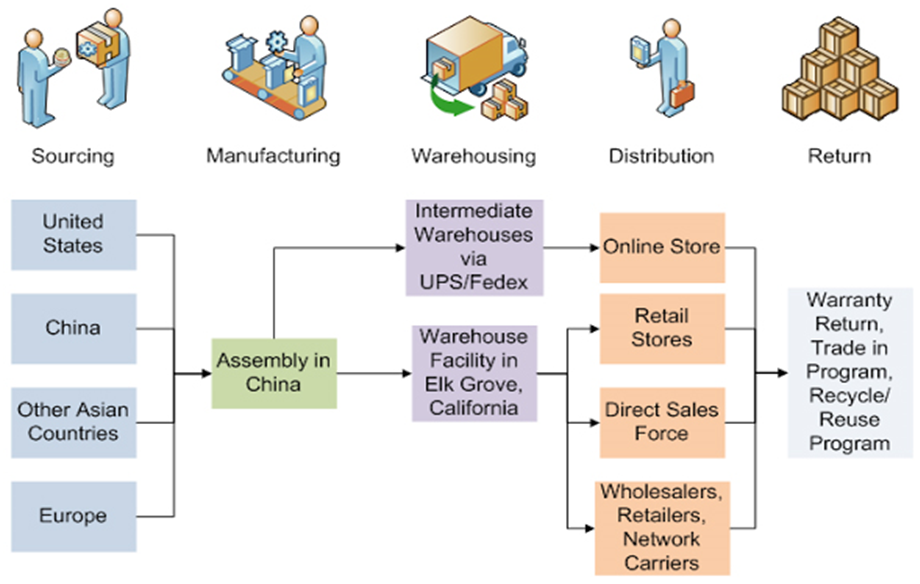 Sourcing
Manufacturing
Warehousing
Distribution
Return
United
States
China
Other Asian
Countries
Europe
Assembly in
China
Intermediate
Warehouses
via
UPS/Fedex
Warehouse
Facility in
Elk Grove,
California
Online Store
Retail
Stores
Direct Sales
Force
Wholesalers,
Retailers,
Network
Carriers
Warranty
Return,
Trade in
Program,
Recycle/
Reuse
Program